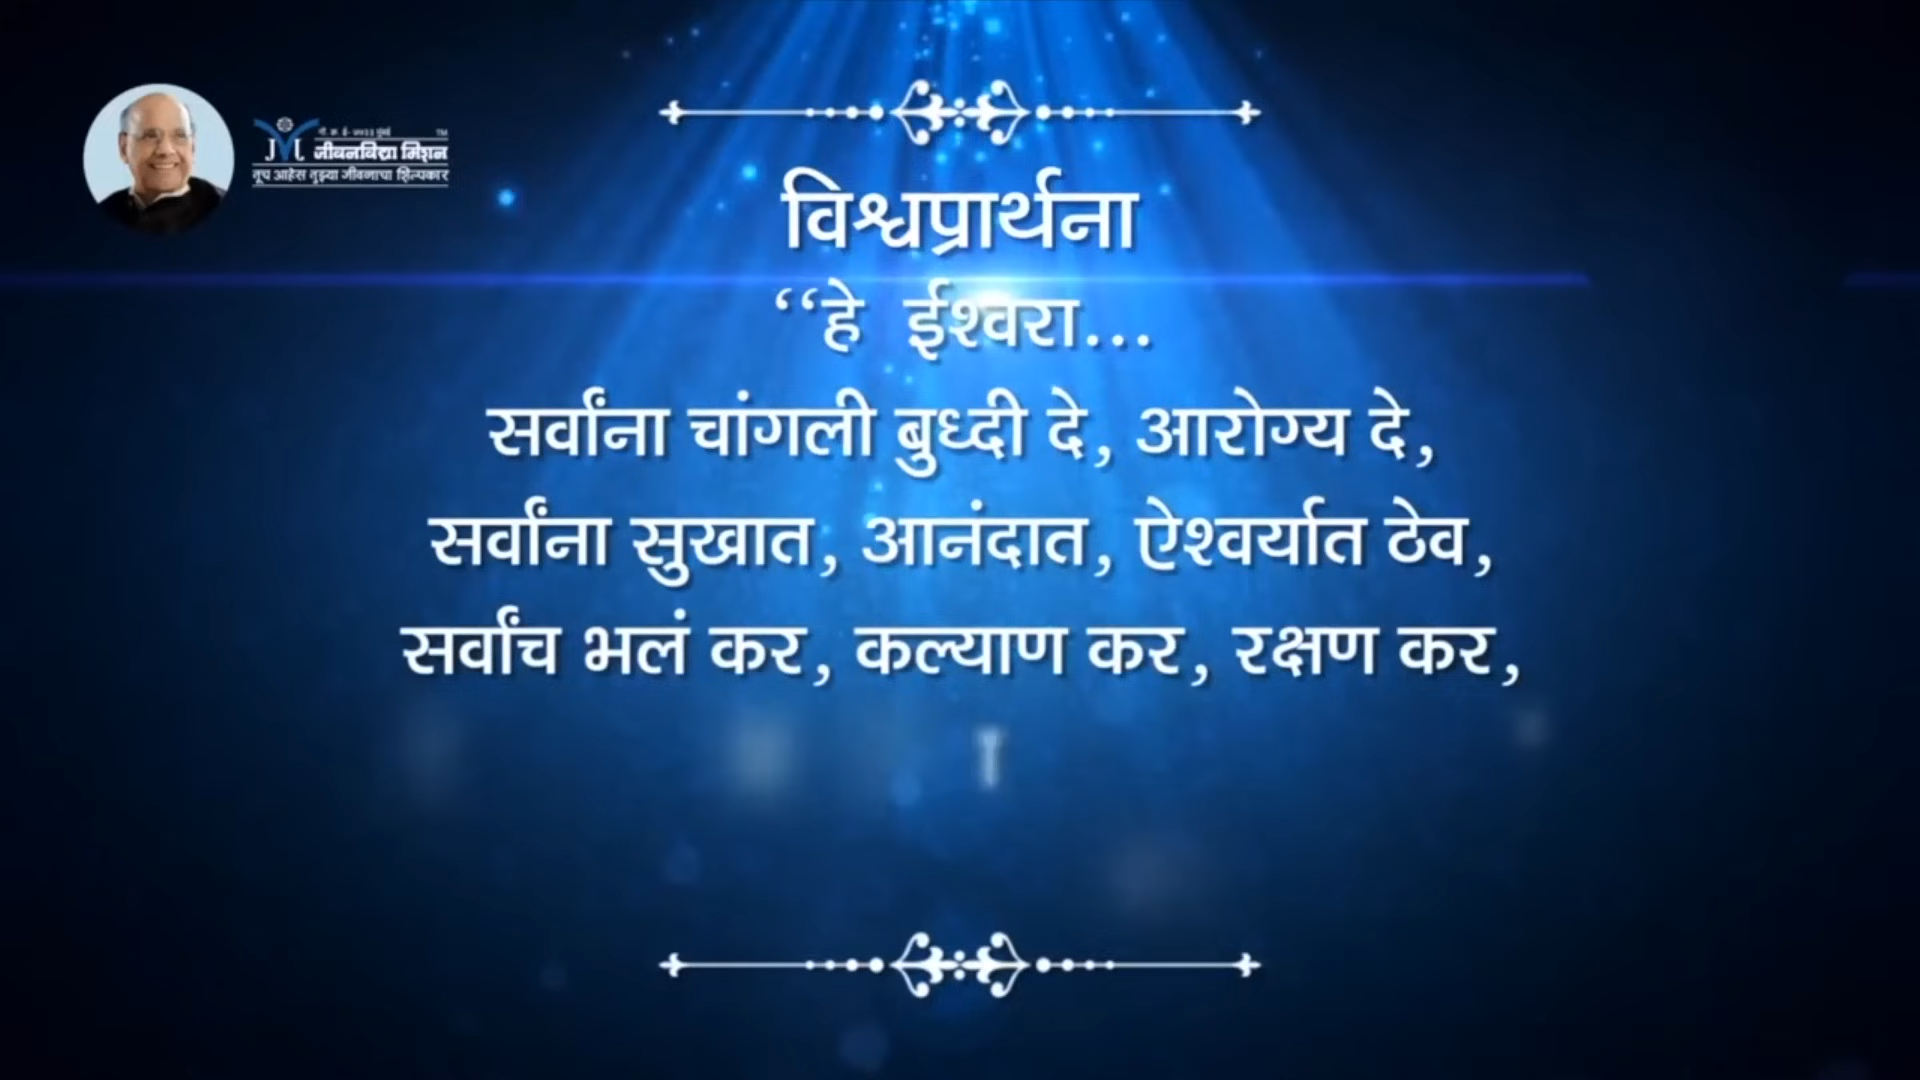 जीवनविद्या मिशन
तूच आहेस तुझ्या जीवनाचा शिल्पकार
विश्वप्रार्थना
‘‘हे ईश्वरा...
सर्वांना चांगली बुध्दी दे, आरोग्य दे,
सर्वांना सुखात, आनंदात, ऐश्वर्यात ठेव,
सर्वांच भलं कर, कल्याण कर, रक्षण कर,